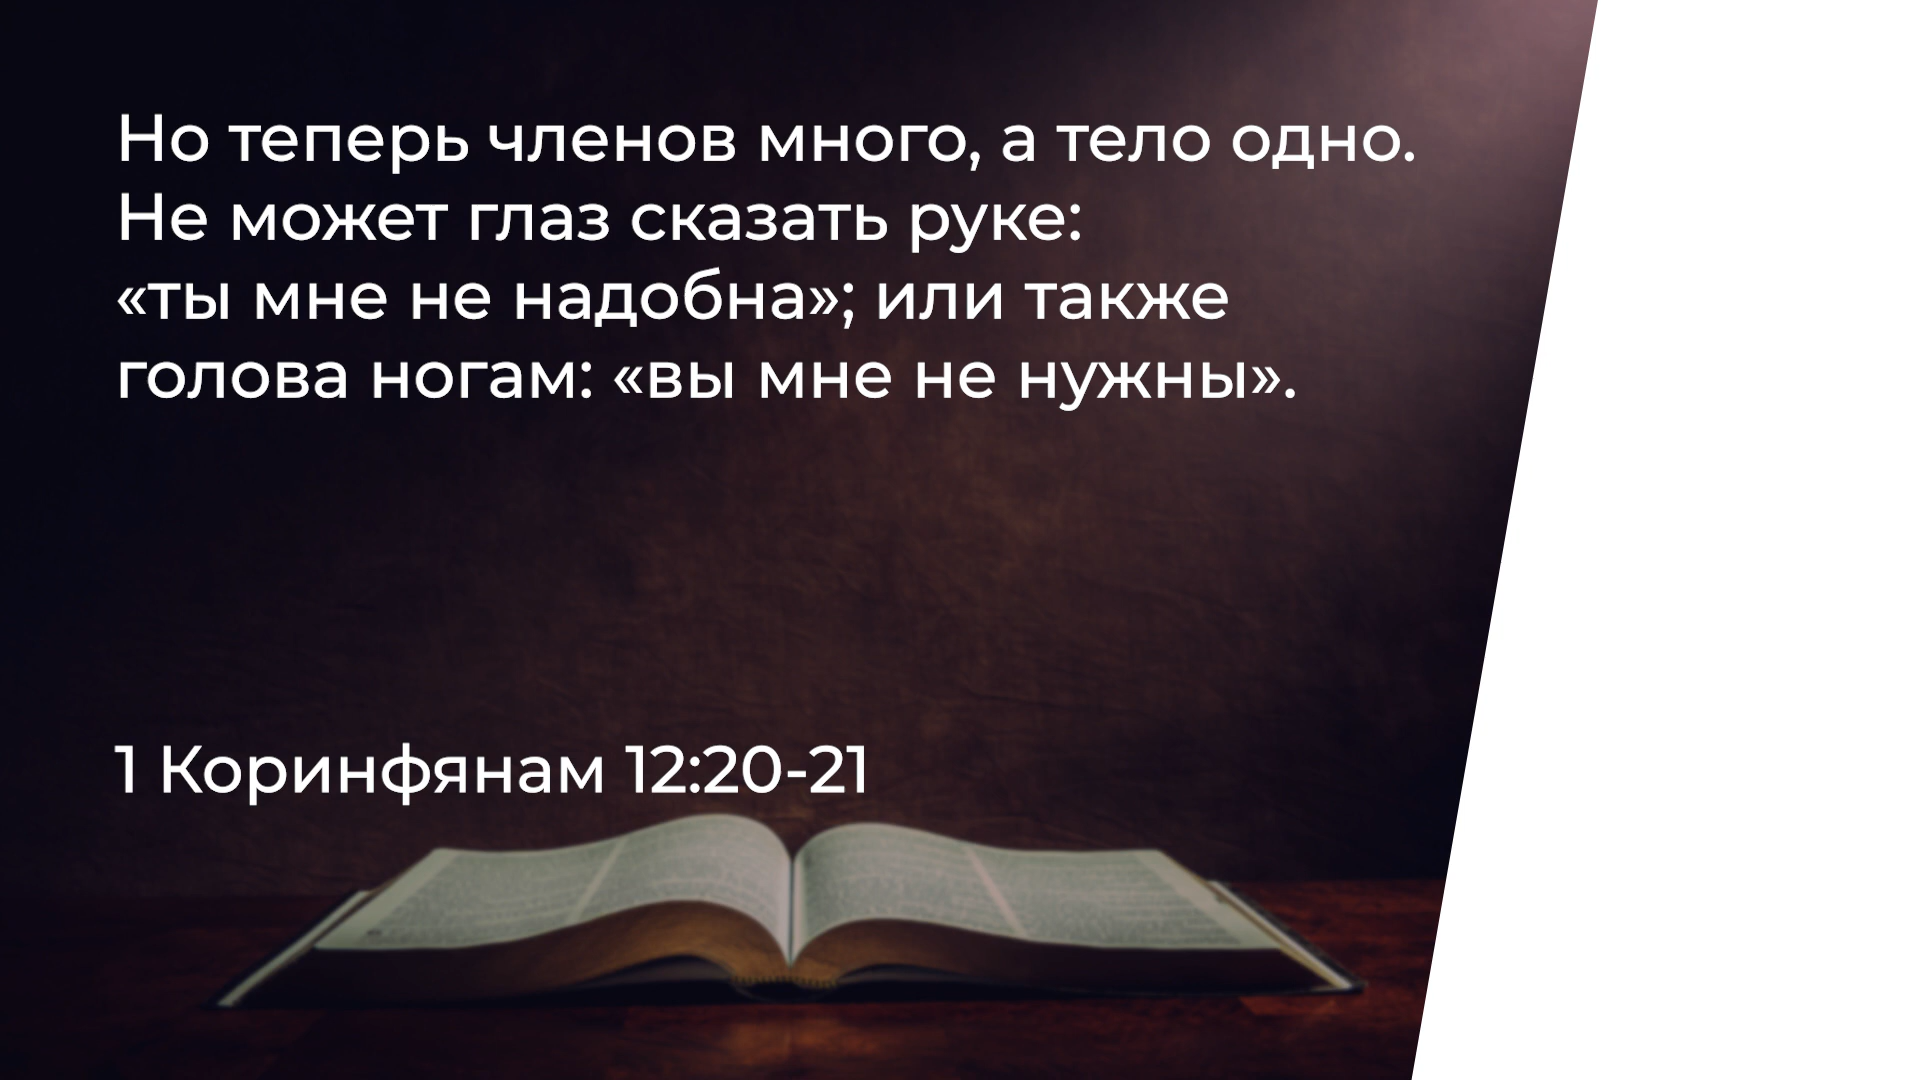 Но теперь членов много, а тело одно.
Не может глаз сказать руке:
«ты мне не надобна»; или также
голова ногам: «вы мне не нужны».
1 Коринфянам 12:20-21